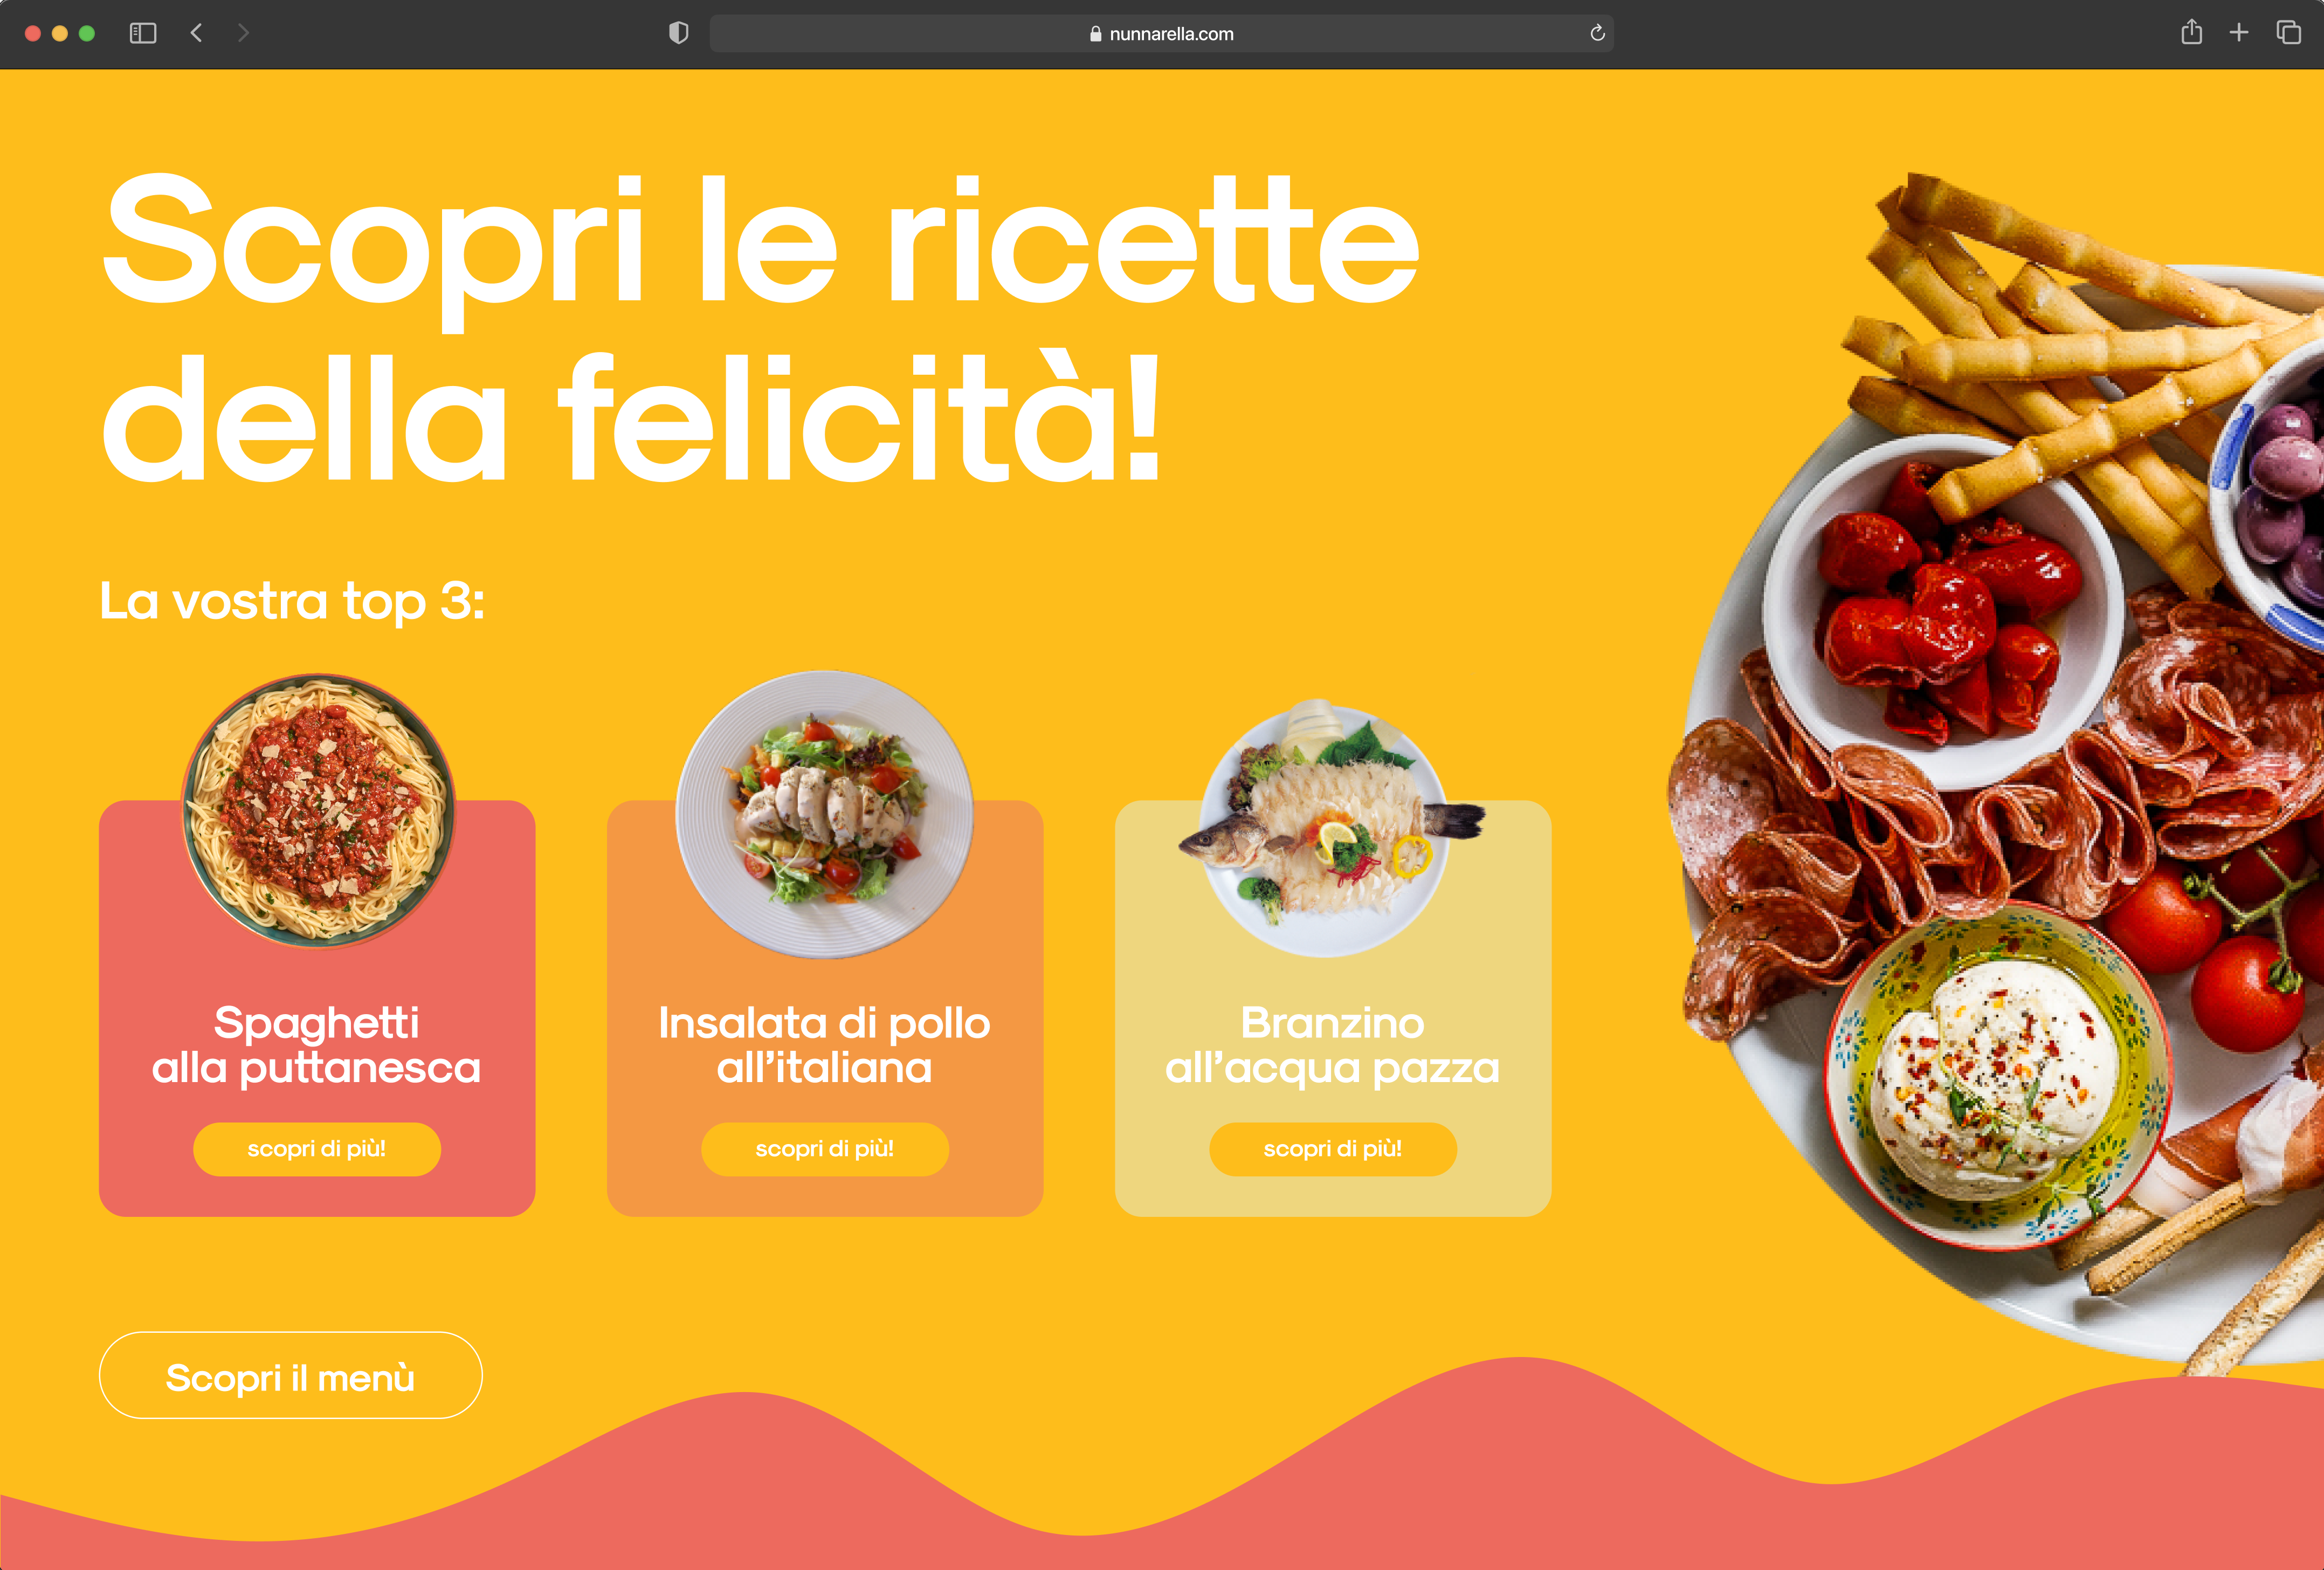 nunnarella.com
Scopri le ricette
della felicità!
La vostra top 3:
Spaghetti
alla puttanesca
scopri di più!
Insalata di pollo
all’italiana
scopri di più!
Branzino
all’acqua pazza
scopri di più!
Scopri il menù